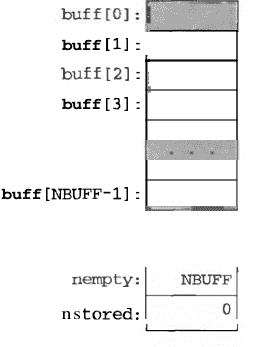 buff[0]:
buff[1]:
buff[2]:
buff[3]:
. . .
buff[NBUFF-1]:
nempty: NBUFF
nstored: 0